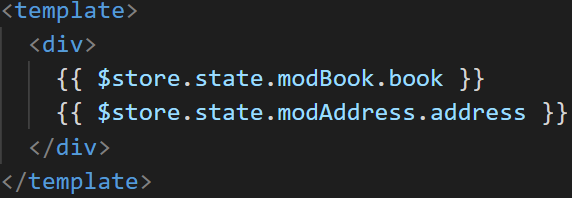 <template>
<div>
{{ $store.state.modBook.book }}
{{ $store.state.modAddress.address }}
</div>
</template>